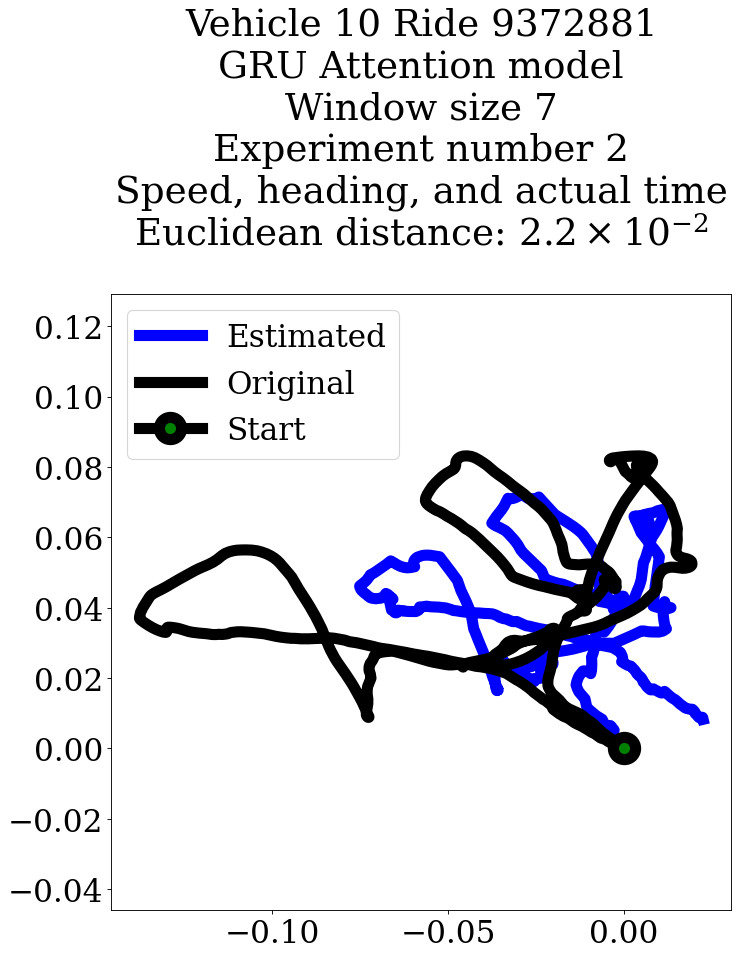 Vehicle 10 Ride 9372881
GRU Attention model
Window size 7
Experiment number 2
Speed, heading, and actual time
Euclidean distance: 2.2 × 10⁻²
Estimated
Original
Start
0.12
0.10
0.08
0.06
0.04
0.02
0.00
−0.02
−0.04
−0.10
−0.05
0.00